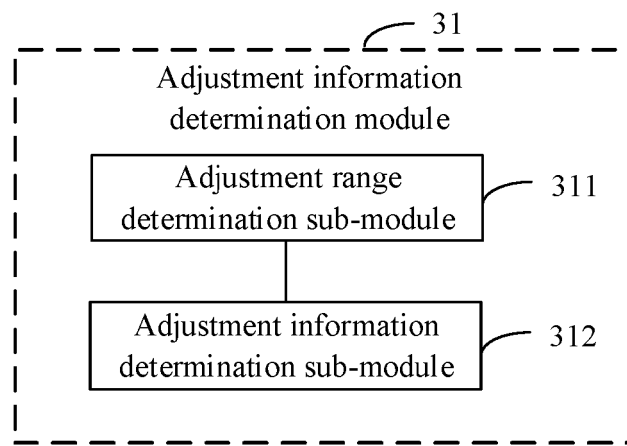 31
Adjustment information
determination module
Adjustment range
determination sub-module
311
Adjustment information
determination sub-module
312